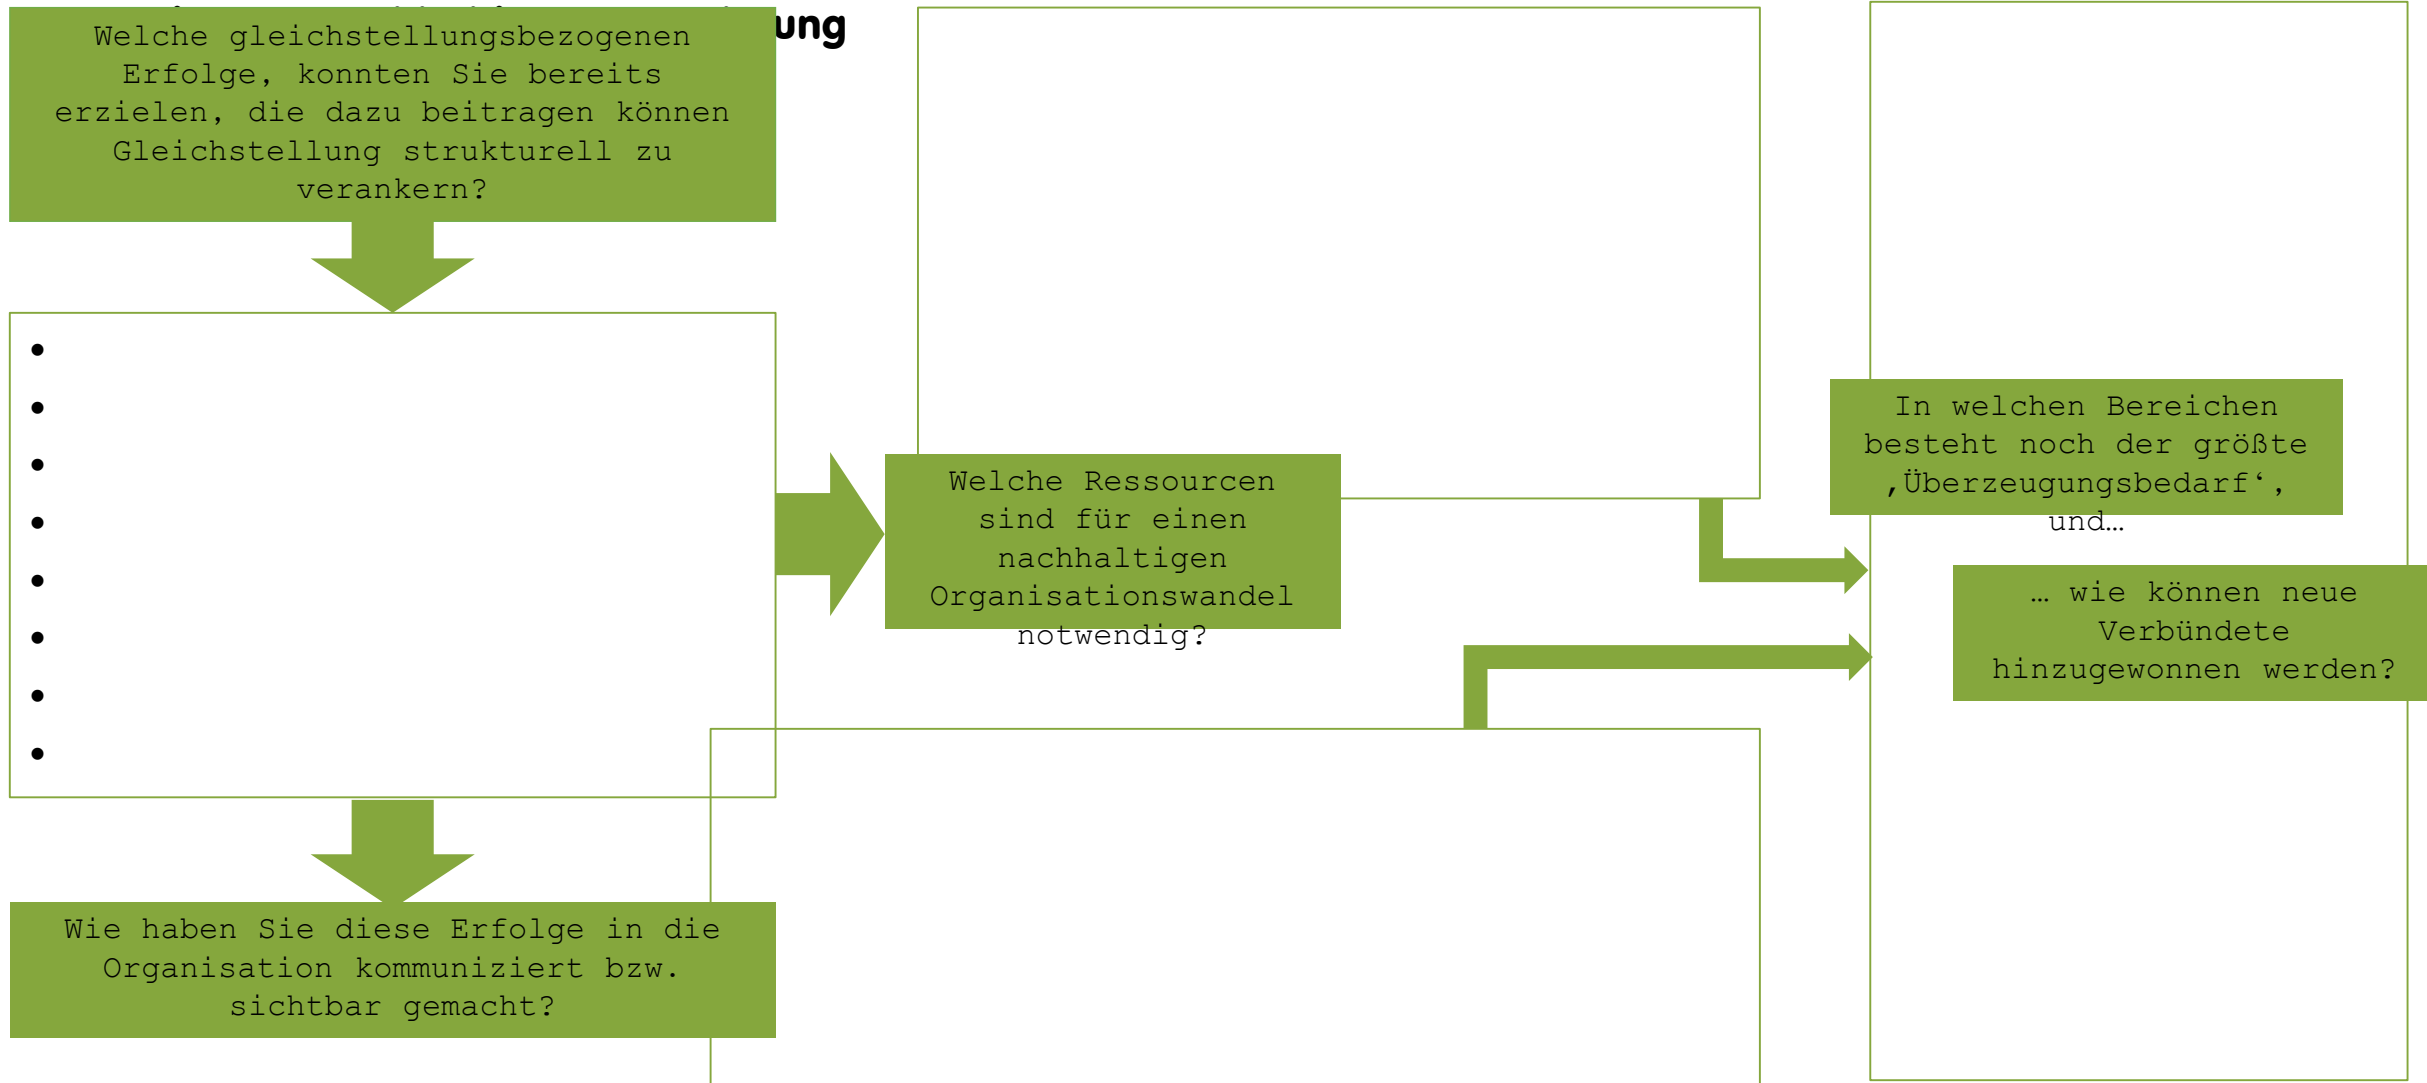 ung
Welche gleichstellungsbezogenen
Erfolge, konnten Sie bereits
erzielen, die dazu beitragen können
Gleichstellung strukturell zu
verankern?
•
•
•
•
•
•
•
•
Wie haben Sie diese Erfolge in die
Organisation kommuniziert bzw.
sichtbar gemacht?
Welche Ressourcen
sind für einen
nachhaltigen
Organisationswandel
notwendig?
In welchen Bereichen
besteht noch der größte
‚Überzeugungsbedarf‘,
und…
… wie können neue
Verbündete
hinzugewonnen werden?